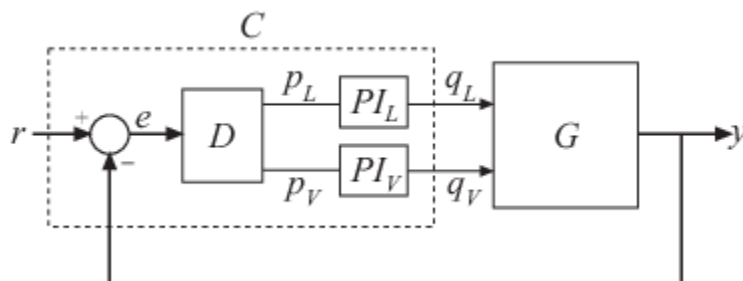 C
p_L PI_L q_L
r + e D G y
−
p_V PI_V q_V